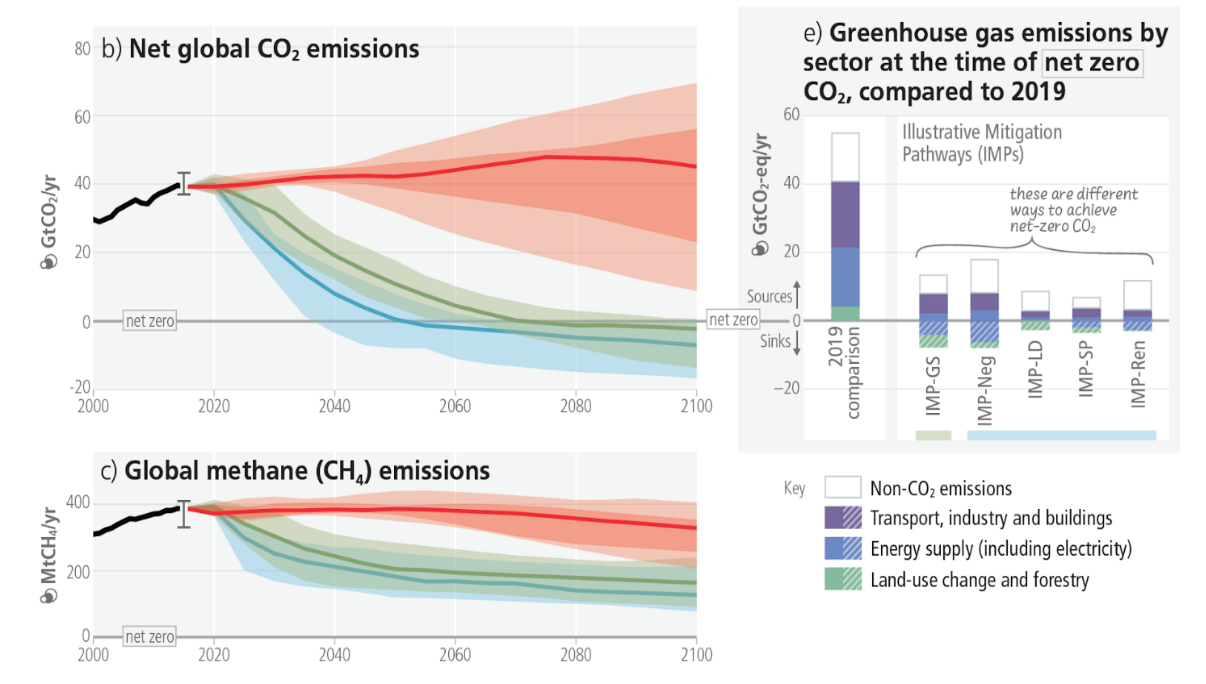 b) Net global CO₂ emissions
GtCO₂/yr
80
60
40
20
0
-20
net zero
2000
2020
2040
2060
2080
2100
c) Global methane (CH₄) emissions
MtCH₄/yr
400
200
0
net zero
2000
2020
2040
2060
2080
2100
e) Greenhouse gas emissions by
sector at the time of net zero
CO₂, compared to 2019
GtCO₂-eq/yr
60
40
20
0
−20
net zero
Sources
Sinks
Illustrative Mitigation
Pathways (IMPs)
these are different
ways to achieve
net-zero CO₂
2019
comparison
IMP-GS
IMP-Neg
IMP-LD
IMP-SP
IMP-Ren
Key
Non-CO₂ emissions
Transport, industry and buildings
Energy supply (including electricity)
Land-use change and forestry